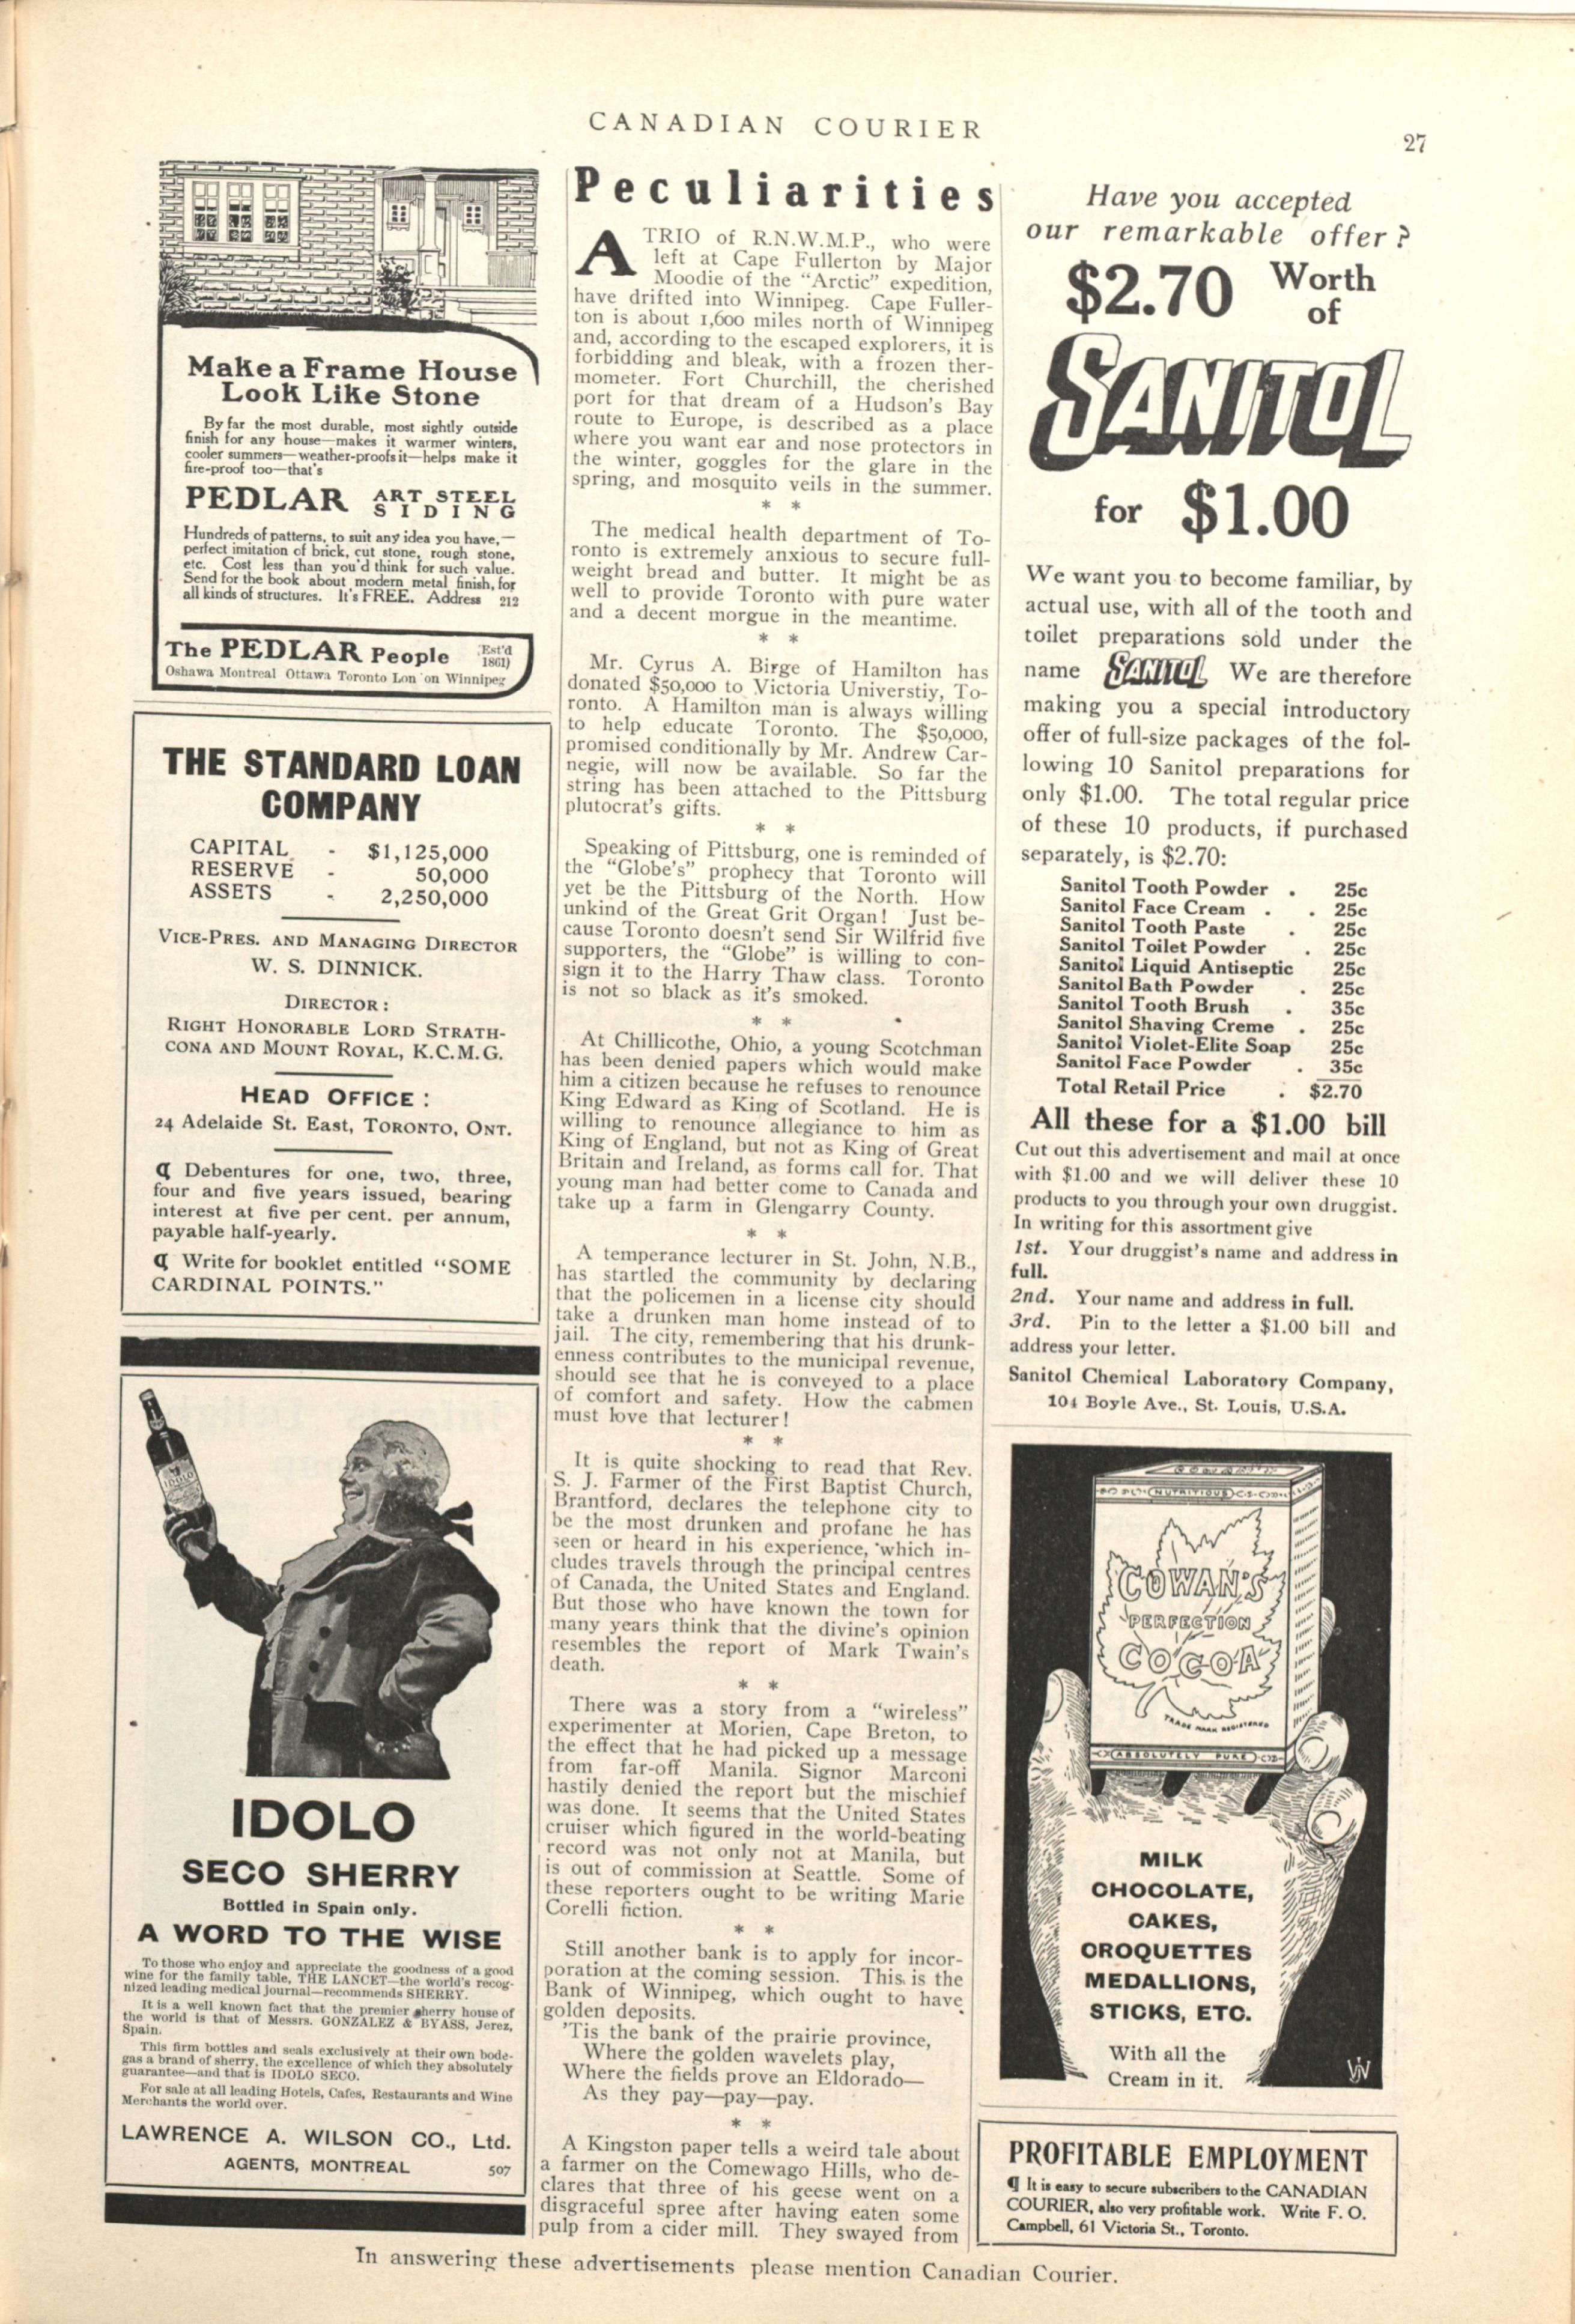 CANADIAN COURIER
27
Make a Frame House
Look Like Stone
By far the most durable, most sightly outside
finish for any house—makes it warmer winters,
cooler summers—weather-proofs it—helps make it
fire-proof too—that's
PEDLAR ART STEEL
SIDING
Hundreds of patterns, to suit any idea you have,—
perfect imitation of brick, cut stone, rough stone,
etc. Cost less than you'd think for such value.
Send for the book about modern metal finish, for
all kinds of structures. It's FREE. Address 212
The PEDLAR People (Est'd
1861)
Oshawa Montreal Ottawa Toronto Lon on Winnipeg
THE STANDARD LOAN
COMPANY
CAPITAL - $1,125,000
RESERVE - 50,000
ASSETS - 2,250,000
VICE-PRES. AND MANAGING DIRECTOR
W. S. DINNICK.
DIRECTOR:
RIGHT HONORABLE LORD STRATH-
CONA AND MOUNT ROYAL, K.C.M.G.
HEAD OFFICE:
24 Adelaide St. East, TORONTO, ONT.
¶ Debentures for one, two, three,
four and five years issued, bearing
interest at five per cent. per annum,
payable half-yearly.
¶ Write for booklet entitled "SOME
CARDINAL POINTS."
IDOLO
IDOLO
SECO SHERRY
Bottled in Spain only.
A WORD TO THE WISE
To those who enjoy and appreciate the goodness of a good
wine for the family table, THE LANCET—the world's recog-
nized leading medical journal—recommends SHERRY.
It is a well known fact that the premier sherry house of
the world is that of Messrs. GONZALEZ & BYASS, Jerez,
Spain.
This firm bottles and seals exclusively at their own bode-
gas a brand of sherry, the excellence of which they absolutely
guarantee—and that is IDOLO SECO.
For sale at all leading Hotels, Cafes, Restaurants and Wine
Merchants the world over.
LAWRENCE A. WILSON CO., Ltd.
AGENTS, MONTREAL 507
Peculiarities
A TRIO of R.N.W.M.P., who were
left at Cape Fullerton by Major
Moodie of the "Arctic" expedition,
have drifted into Winnipeg. Cape Fuller-
ton is about 1,600 miles north of Winnipeg
and, according to the escaped explorers, it is
forbidding and bleak, with a frozen ther-
mometer. Fort Churchill, the cherished
port for that dream of a Hudson's Bay
route to Europe, is described as a place
where you want ear and nose protectors in
the winter, goggles for the glare in the
spring, and mosquito veils in the summer.
* *
The medical health department of To-
ronto is extremely anxious to secure full-
weight bread and butter. It might be as
well to provide Toronto with pure water
and a decent morgue in the meantime.
* *
Mr. Cyrus A. Birge of Hamilton has
donated $50,000 to Victoria Universtiy, To-
ronto. A Hamilton man is always willing
to help educate Toronto. The $50,000,
promised conditionally by Mr. Andrew Car-
negie, will now be available. So far the
string has been attached to the Pittsburg
plutocrat's gifts.
* *
Speaking of Pittsburg, one is reminded of
the "Globe's" prophecy that Toronto will
yet be the Pittsburg of the North. How
unkind of the Great Grit Organ! Just be-
cause Toronto doesn't send Sir Wilfrid five
supporters, the "Globe" is willing to con-
sign it to the Harry Thaw class. Toronto
is not so black as it's smoked.
* *
At Chillicothe, Ohio, a young Scotchman
has been denied papers which would make
him a citizen because he refuses to renounce
King Edward as King of Scotland. He is
willing to renounce allegiance to him as
King of England, but not as King of Great
Britain and Ireland, as forms call for. That
young man had better come to Canada and
take up a farm in Glengarry County.
* *
A temperance lecturer in St. John, N.B.,
has startled the community by declaring
that the policemen in a license city should
take a drunken man home instead of to
jail. The city, remembering that his drunk-
enness contributes to the municipal revenue,
should see that he is conveyed to a place
of comfort and safety. How the cabmen
must love that lecturer!
* *
It is quite shocking to read that Rev.
S. J. Farmer of the First Baptist Church,
Brantford, declares the telephone city to
be the most drunken and profane he has
seen or heard in his experience, which in-
cludes travels through the principal centres
of Canada, the United States and England.
But those who have known the town for
many years think that the divine's opinion
resembles the report of Mark Twain's
death.
* *
There was a story from a "wireless"
experimenter at Morien, Cape Breton, to
the effect that he had picked up a message
from far-off Manila. Signor Marconi
hastily denied the report but the mischief
was done. It seems that the United States
cruiser which figured in the world-beating
record was not only not at Manila, but
is out of commission at Seattle. Some of
these reporters ought to be writing Marie
Corelli fiction.
* *
Still another bank is to apply for incor-
poration at the coming session. This is the
Bank of Winnipeg, which ought to have
golden deposits.
'Tis the bank of the prairie province,
Where the golden wavelets play,
Where the fields prove an Eldorado—
As they pay—pay—pay.
* *
A Kingston paper tells a weird tale about
a farmer on the Comewago Hills, who de-
clares that three of his geese went on a
disgraceful spree after having eaten some
pulp from a cider mill. They swayed from
Have you accepted
our remarkable offer?
$2.70 Worth
of
SANITOL
for $1.00
We want you to become familiar, by
actual use, with all of the tooth and
toilet preparations sold under the
name SANITOL We are therefore
making you a special introductory
offer of full-size packages of the fol-
lowing 10 Sanitol preparations for
only $1.00. The total regular price
of these 10 products, if purchased
separately, is $2.70:
Sanitol Tooth Powder . 25c
Sanitol Face Cream . . 25c
Sanitol Tooth Paste . 25c
Sanitol Toilet Powder . 25c
Sanitol Liquid Antiseptic 25c
Sanitol Bath Powder . 25c
Sanitol Tooth Brush . 35c
Sanitol Shaving Creme . 25c
Sanitol Violet-Elite Soap 25c
Sanitol Face Powder . 35c
Total Retail Price . $2.70
All these for a $1.00 bill
Cut out this advertisement and mail at once
with $1.00 and we will deliver these 10
products to you through your own druggist.
In writing for this assortment give
1st. Your druggist's name and address in
full.
2nd. Your name and address in full.
3rd. Pin to the letter a $1.00 bill and
address your letter.
Sanitol Chemical Laboratory Company,
104 Boyle Ave., St. Louis, U.S.A.
NUTRITIOUS
COWAN'S
PERFECTION
COCOA
TRADE MARK REGISTERED
ABSOLUTELY PURE
MILK
CHOCOLATE,
CAKES,
CROQUETTES
MEDALLIONS,
STICKS, ETC.
With all the
Cream in it.
PROFITABLE EMPLOYMENT
¶ It is easy to secure subscribers to the CANADIAN
COURIER, also very profitable work. Write F. O.
Campbell, 61 Victoria St., Toronto.
In answering these advertisements please mention Canadian Courier.